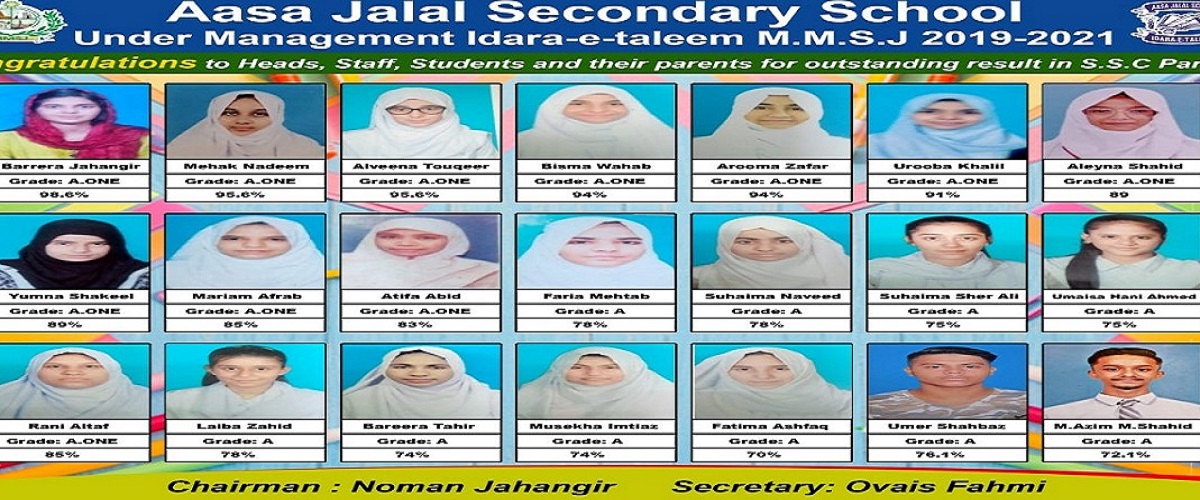 Aasa Jalal Secondary School
Under Management Idara-e-taleem M.M.S.J 2019-2021
ngratulations to Heads, Staff, Students and their parents for outstanding result in S.S.C Par
Barrera Jahangir
Grade: A.ONE
98.6%
Mehak Nadeem
Grade: A.ONE
95.6%
Alveena Touqeer
Grade: A.ONE
95.6%
Bisma Wahab
Grade: A.ONE
94%
Arooma Zafar
Grade: A.ONE
94%
Urooba Khalil
Grade: A.ONE
91%
Aleyna Shahid
Grade: A.ONE
89
Yumna Shakeel
Grade: A.ONE
89%
Mariam Afrab
Grade: A.ONE
85%
Atifa Abid
Grade: A.ONE
83%
Faria Mehtab
Grade: A
78%
Suhaima Naveed
Grade: A
78%
Suhaima Sher Ali
Grade: A
75%
Umaisa Hani Ahmed
Grade: A
75%
Rani Altaf
Grade: A.ONE
85%
Laiba Zahid
Grade: A
78%
Bareera Tahir
Grade: A
74%
Musekha Imtiaz
Grade: A
74%
Fatima Ashfaq
Grade: A
70%
Umer Shahbaz
Grade: A
76.1%
M.Azim M.Shahid
Grade: A
72.1%
Chairman : Noman Jahangir Secretary: Ovais Fahmi